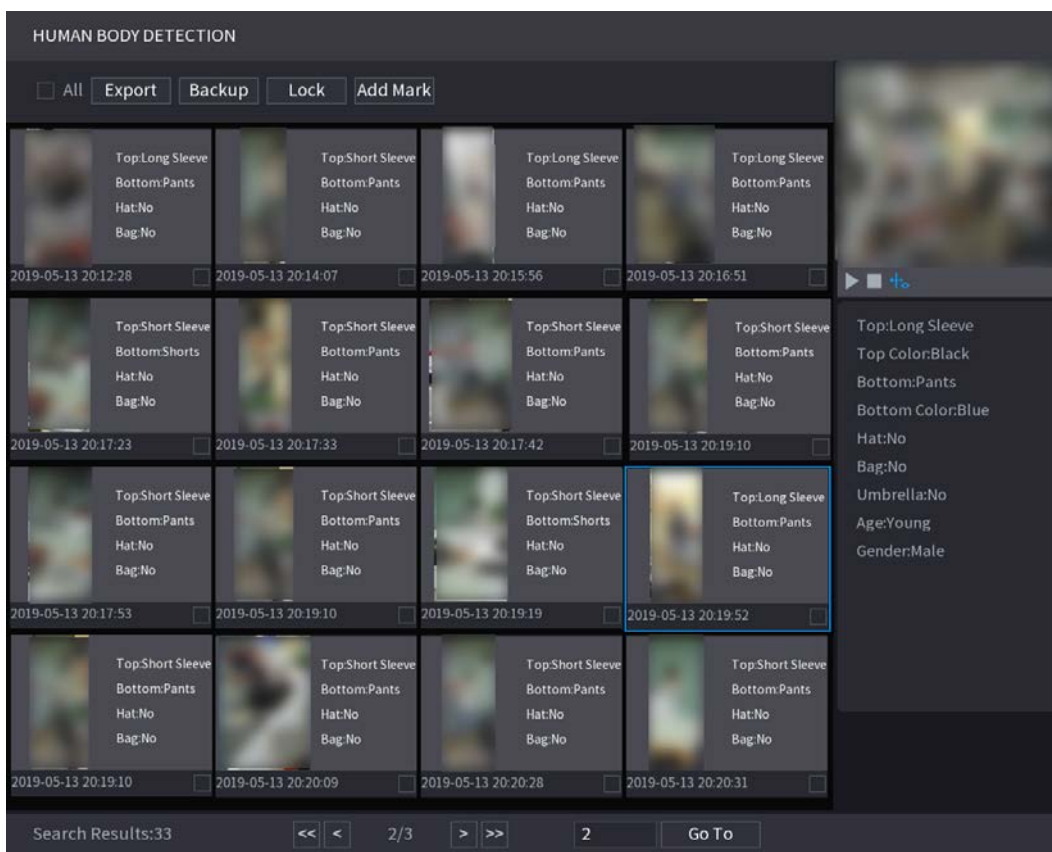 HUMAN BODY DETECTION
All Export Backup Lock Add Mark
Top:Long Sleeve
Bottom:Pants
Hat:No
Bag:No
2019-05-13 20:12:28
Top:Short Sleeve
Bottom:Pants
Hat:No
Bag:No
2019-05-13 20:14:07
Top:Long Sleeve
Bottom:Pants
Hat:No
Bag:No
2019-05-13 20:15:56
Top:Long Sleeve
Bottom:Pants
Hat:No
Bag:No
2019-05-13 20:16:51
Top:Short Sleeve
Bottom:Shorts
Hat:No
Bag:No
2019-05-13 20:17:23
Top:Short Sleeve
Bottom:Pants
Hat:No
Bag:No
2019-05-13 20:17:33
Top:Short Sleeve
Bottom:Pants
Hat:No
Bag:No
2019-05-13 20:17:42
Top:Short Sleeve
Bottom:Pants
Hat:No
Bag:No
2019-05-13 20:19:10
Top:Short Sleeve
Bottom:Pants
Hat:No
Bag:No
2019-05-13 20:17:53
Top:Short Sleeve
Bottom:Pants
Hat:No
Bag:No
2019-05-13 20:19:10
Top:Short Sleeve
Bottom:Shorts
Hat:No
Bag:No
2019-05-13 20:19:19
Top:Long Sleeve
Bottom:Pants
Hat:No
Bag:No
2019-05-13 20:19:52
Top:Short Sleeve
Bottom:Pants
Hat:No
Bag:No
2019-05-13 20:19:10
Top:Short Sleeve
Bottom:Pants
Hat:No
Bag:No
2019-05-13 20:20:09
Top:Short Sleeve
Bottom:Pants
Hat:No
Bag:No
2019-05-13 20:20:28
Top:Short Sleeve
Bottom:Pants
Hat:No
Bag:No
2019-05-13 20:20:31
Top:Long Sleeve
Top Color:Black
Bottom:Pants
Bottom Color:Blue
Hat:No
Bag:No
Umbrella:No
Age:Young
Gender:Male
Search Results:33 << < 2/3 > >> 2 Go To